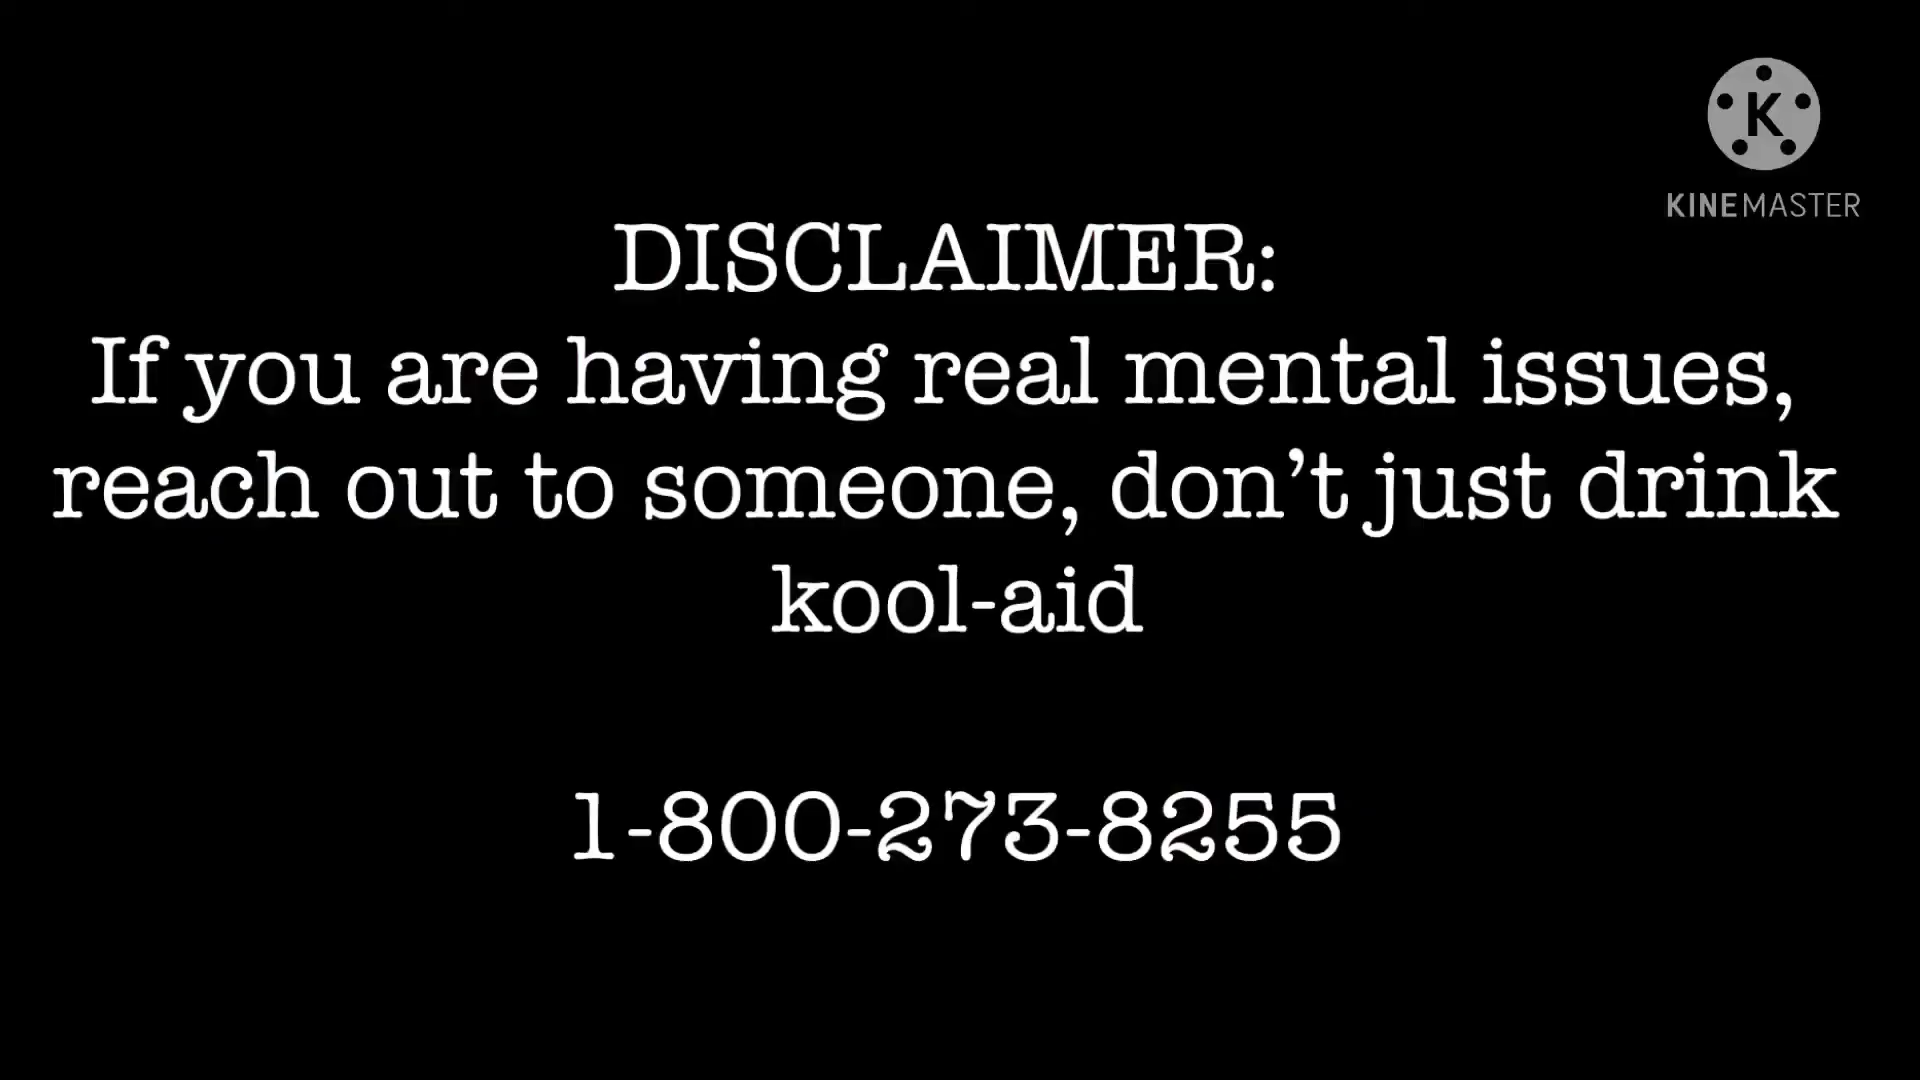 K
KINEMASTER
DISCLAIMER:
If you are having real mental issues,
reach out to someone, don’t just drink
kool-aid
1-800-273-8255